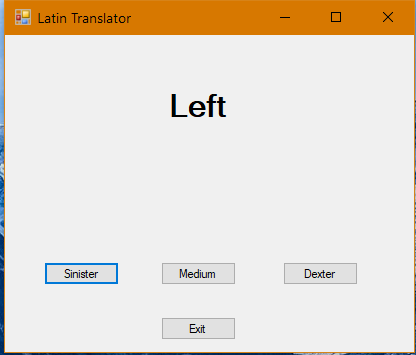 Latin Translator
Left
Sinister Medium Dexter
Exit